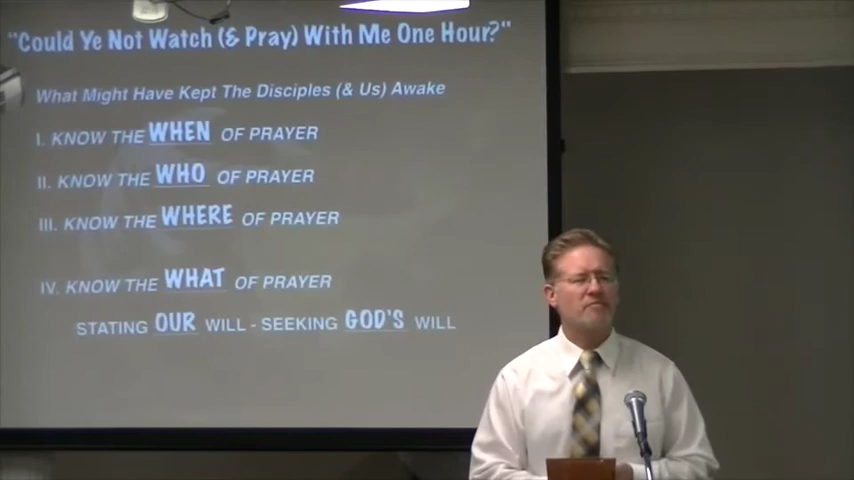 "Could Ye Not Watch (& Pray) With Me One Hour?"
What Might Have Kept The Disciples (& Us) Awake
I. KNOW THE WHEN OF PRAYER
II. KNOW THE WHO OF PRAYER
III. KNOW THE WHERE OF PRAYER
IV. KNOW THE WHAT OF PRAYER
STATING OUR WILL - SEEKING GOD'S WILL